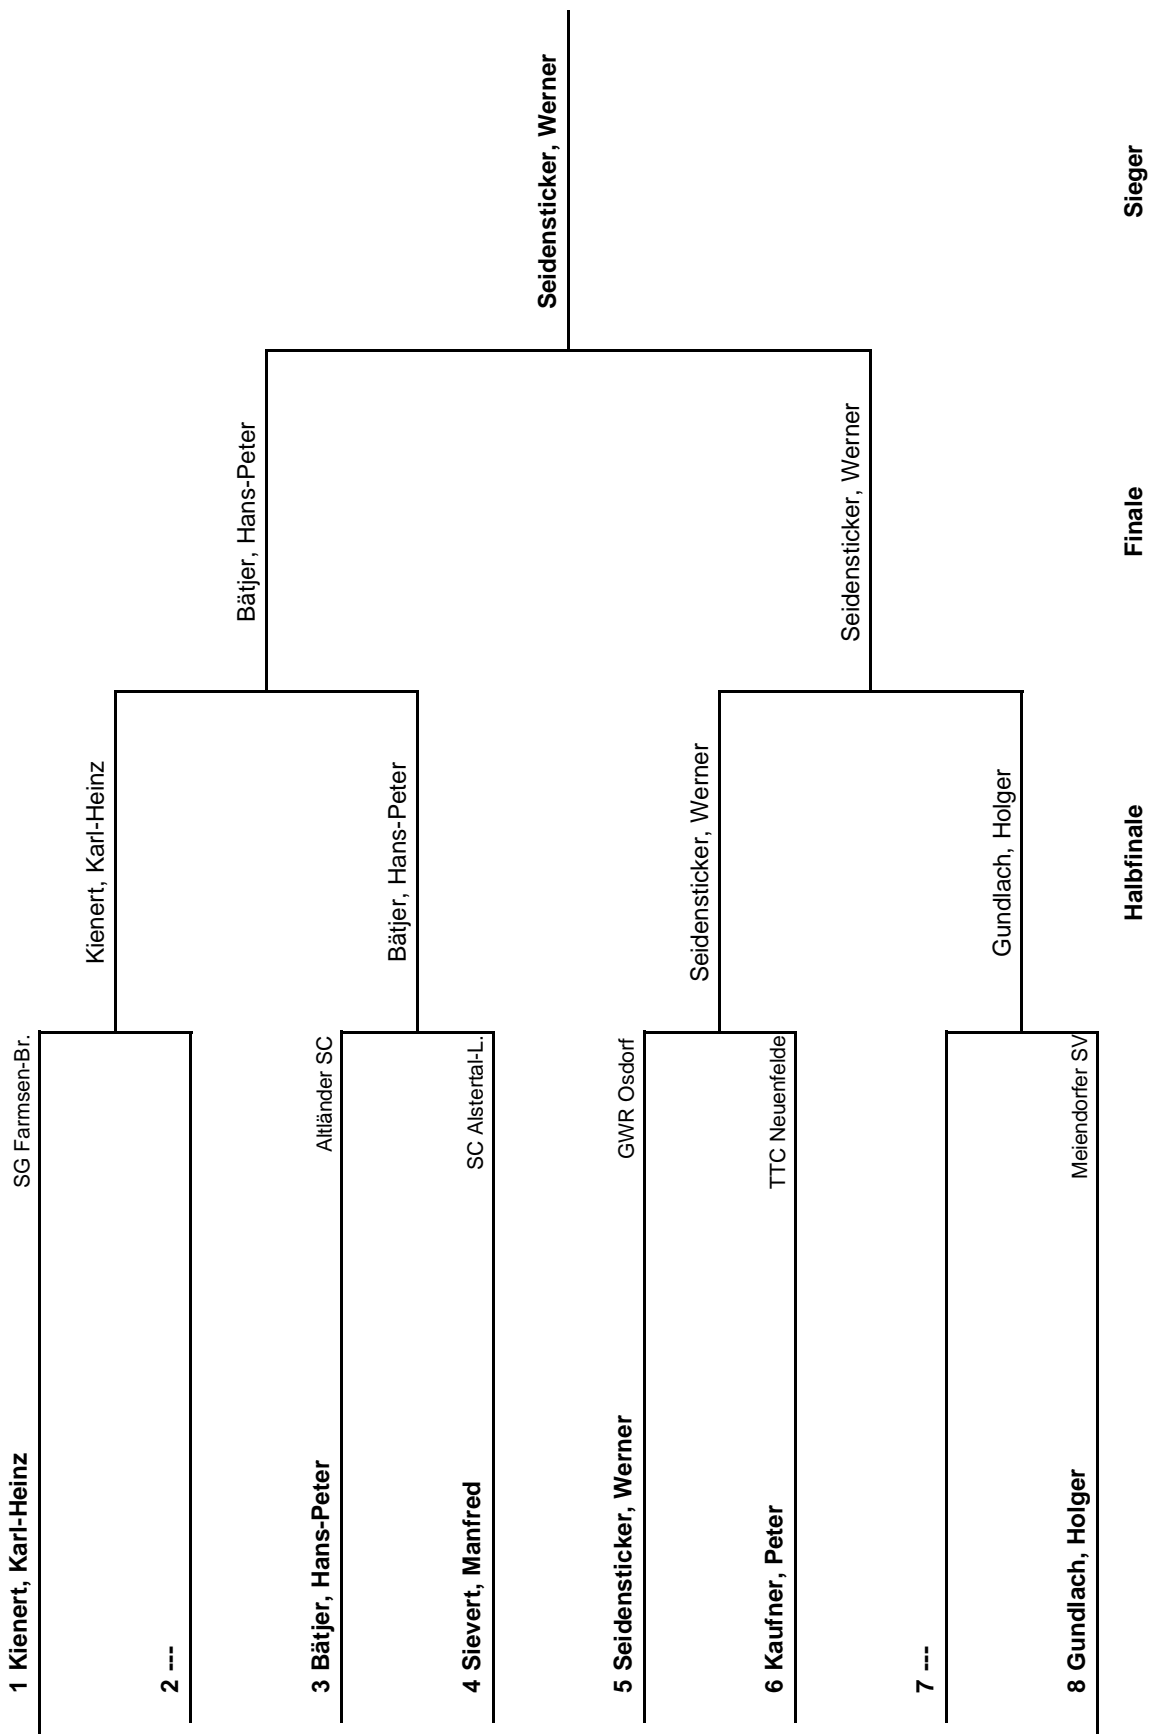 1 Kienert, Karl-Heinz SG Farmsen-Br.
2 ---
3 Bätjer, Hans-Peter Altländer SC
4 Sievert, Manfred SC Alstertal-L.
5 Seidensticker, Werner GWR Osdorf
6 Kaufner, Peter TTC Neuenfelde
7 ---
8 Gundlach, Holger Meiendorfer SV
Kienert, Karl-Heinz
Bätjer, Hans-Peter
Seidensticker, Werner
Gundlach, Holger
Halbfinale
Bätjer, Hans-Peter
Seidensticker, Werner
Finale
Seidensticker, Werner
Sieger